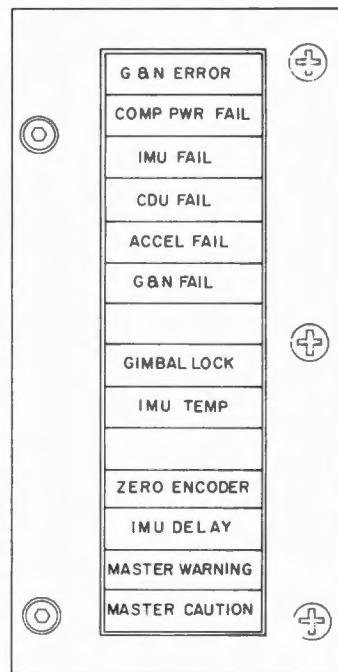 G & N ERROR
COMP PWR FAIL
IMU FAIL
CDU FAIL
ACCEL FAIL
G & N FAIL
GIMBAL LOCK
IMU TEMP
ZERO ENCODER
IMU DELAY
MASTER WARNING
MASTER CAUTION